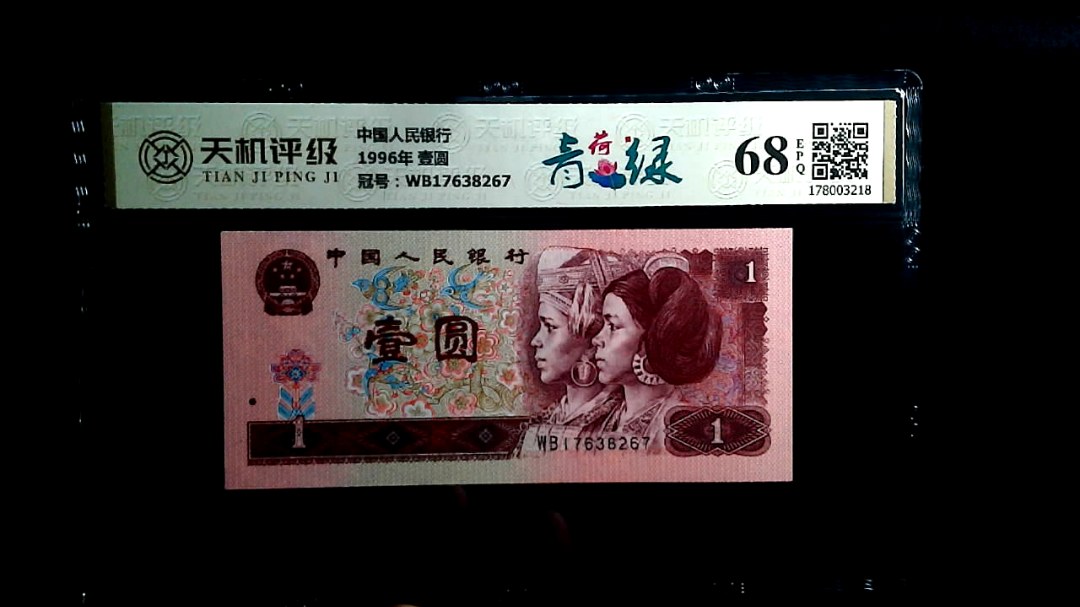 天机评级
TIAN JI PING JI
中国人民银行
1996年 壹圆
冠号：WB17638267
青荷绿
68
EPQ
178003218
中国人民银行
1
壹圆
WB17638267
1
1